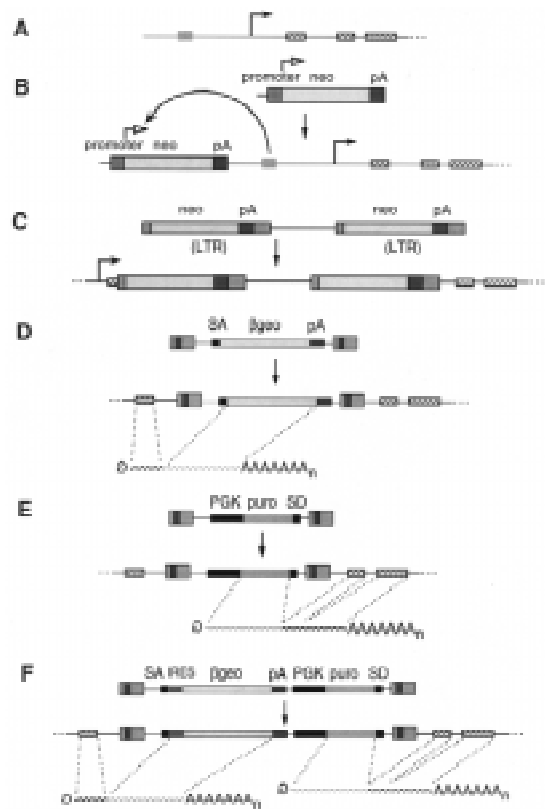 A
B
promoter neo pA
promoter neo pA
C
neo pA neo pA
(LTR) (LTR)
D
SA βgeo pA
AAAAAAAn
E
PGK puro SD
AAAAAAAn
F
SA IRES βgeo pA PGK puro SD
AAAAAAAn AAAAAAAn